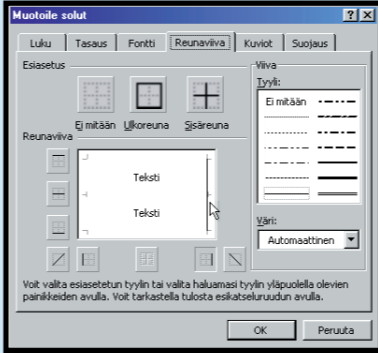 Muotoile solut
Luku Tasaus Fontti Reunaviiva Kuviot Suojaus
Esiasetus
Ei mitään Ulkoreuna Sisäreuna
Reunaviiva
Teksti
Teksti
Viiva
Tyyli:
Ei mitään
Väri:
Automaattinen
Voit valita esiasetetun tyylin tai valita haluamasi tyylin yläpuolella olevien
painikkeiden avulla. Voit tarkastella tulosta esikatseluruudun avulla.
OK Peruuta